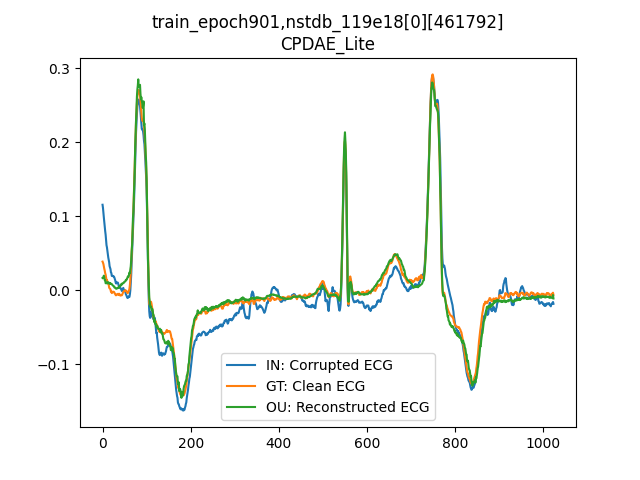 train_epoch901,nstdb_119e18[0][461792]
CPDAE_Lite
0.3
0.2
0.1
0.0
−0.1
IN: Corrupted ECG
GT: Clean ECG
OU: Reconstructed ECG
0 200 400 600 800 1000